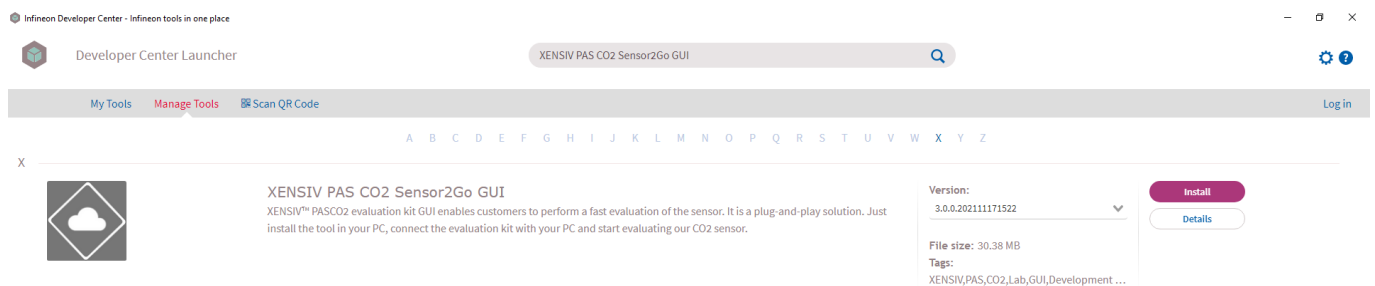 Infineon Developer Center - Infineon tools in one place
Developer Center Launcher
XENSIV PAS CO2 Sensor2Go GUI
My Tools Manage Tools Scan QR Code Log in
A B C D E F G H I J K L M N O P Q R S T U V W X Y Z
X
XENSIV PAS CO2 Sensor2Go GUI
XENSIV™ PASCO2 evaluation kit GUI enables customers to perform a fast evaluation of the sensor. It is a plug-and-play solution. Just
install the tool in your PC, connect the evaluation kit with your PC and start evaluating our CO2 sensor.
Version:
3.0.0.202111171522
File size: 30.38 MB
Tags:
XENSIV,PAS,CO2,Lab,GUI,Development ...
Install
Details